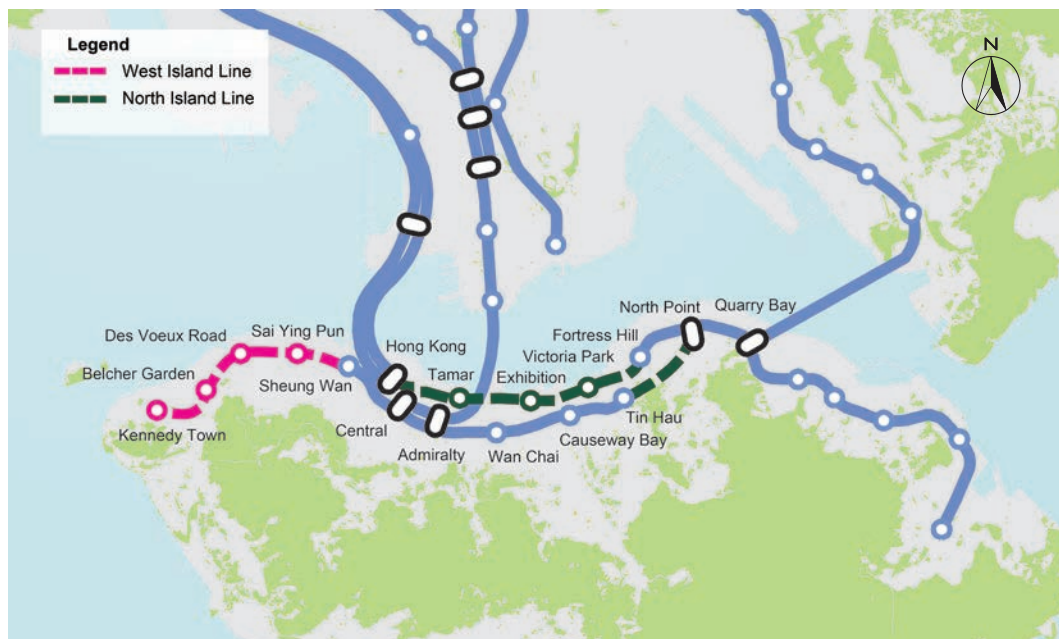 Legend
West Island Line
North Island Line
N
North Point
Quarry Bay
Des Voeux Road
Sai Ying Pun
Fortress Hill
Hong Kong
Victoria Park
Belcher Garden
Tamar
Exhibition
Sheung Wan
Tin Hau
Kennedy Town
Central
Causeway Bay
Admiralty
Wan Chai